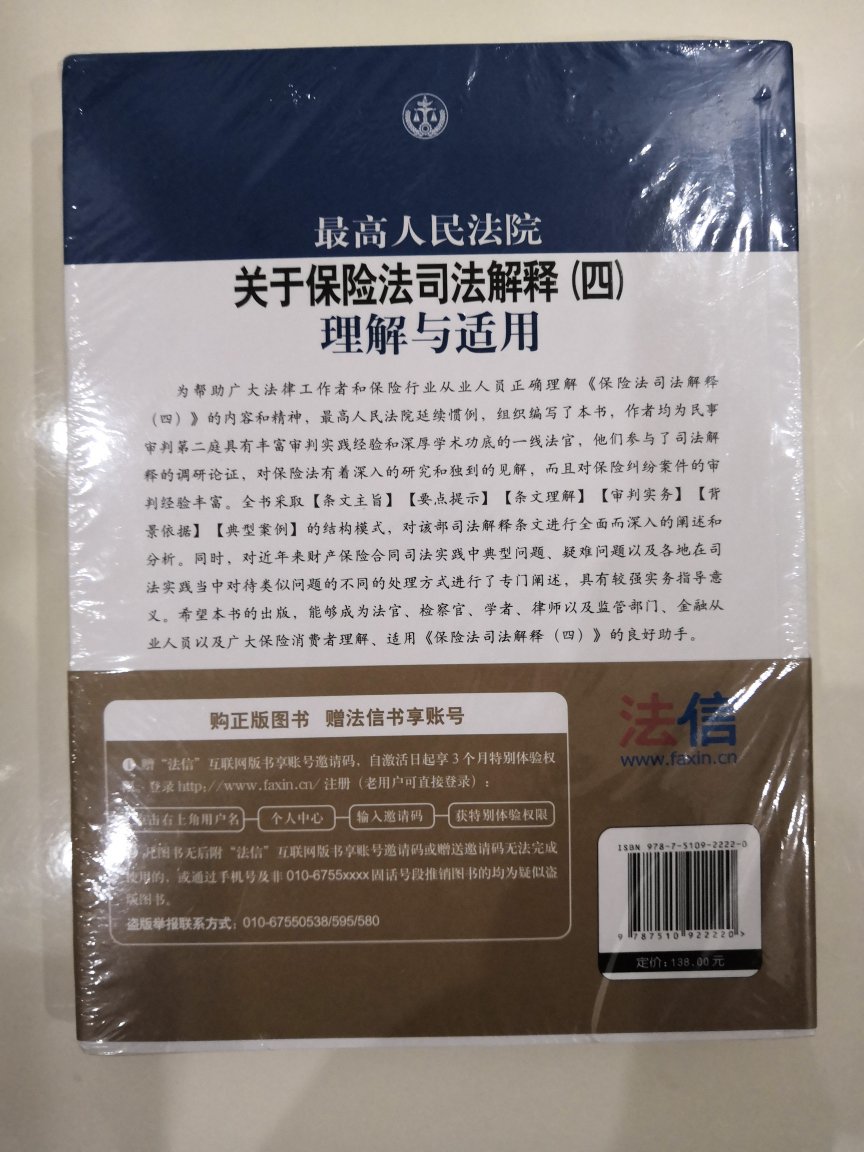 最高人民法院
关于保险法司法解释(四)
理解与适用
为帮助广大法律工作者和保险行业从业人员正确理解《保险法司法解释
(四)》的内容和精神，最高人民法院延续惯例，组织编写了本书，作者均为民事
审判第二庭具有丰富审判实践经验和深厚学术功底的一线法官，他们参与了司法解
释的调研论证，对保险法有着深入的研究和独到的见解，而且对保险纠纷案件的审
判经验丰富。全书采取【条文主旨】【要点提示】【条文理解】【审判实务】【背
景依据】【典型案例】的结构模式，对该部司法解释条文进行全面而深入的阐述和
分析。同时，对近年来财产保险合同司法实践中典型问题、疑难问题以及各地在司
法实践当中对待类似问题的不同的处理方式进行了专门阐述，具有较强实务指导意
义。希望本书的出版，能够成为法官、检察官、学者、律师以及监管部门、金融从
业人员以及广大保险消费者理解、适用《保险法司法解释（四）》的良好助手。
购正版图书 赠法信书享账号
法信
www.faxin.cn
❶ 赠“法信”互联网版书享账号邀请码，自激活日起享3个月特别体验权
登录http://www.faxin.cn/注册（老用户可直接登录）：
击右上角用户名 个人中心 输入邀请码 获特别体验权限
凡图书无后附“法信”互联网版书享账号邀请码或赠送邀请码无法完成
使用的，或通过手机号及非010-6755xxxx固话号段推销图书的均为疑似盗
版图书。
盗版举报联系方式：010-67550538/595/580
ISBN 978-7-5109-2222-0
9 787510 922220 >
定价：138.00元